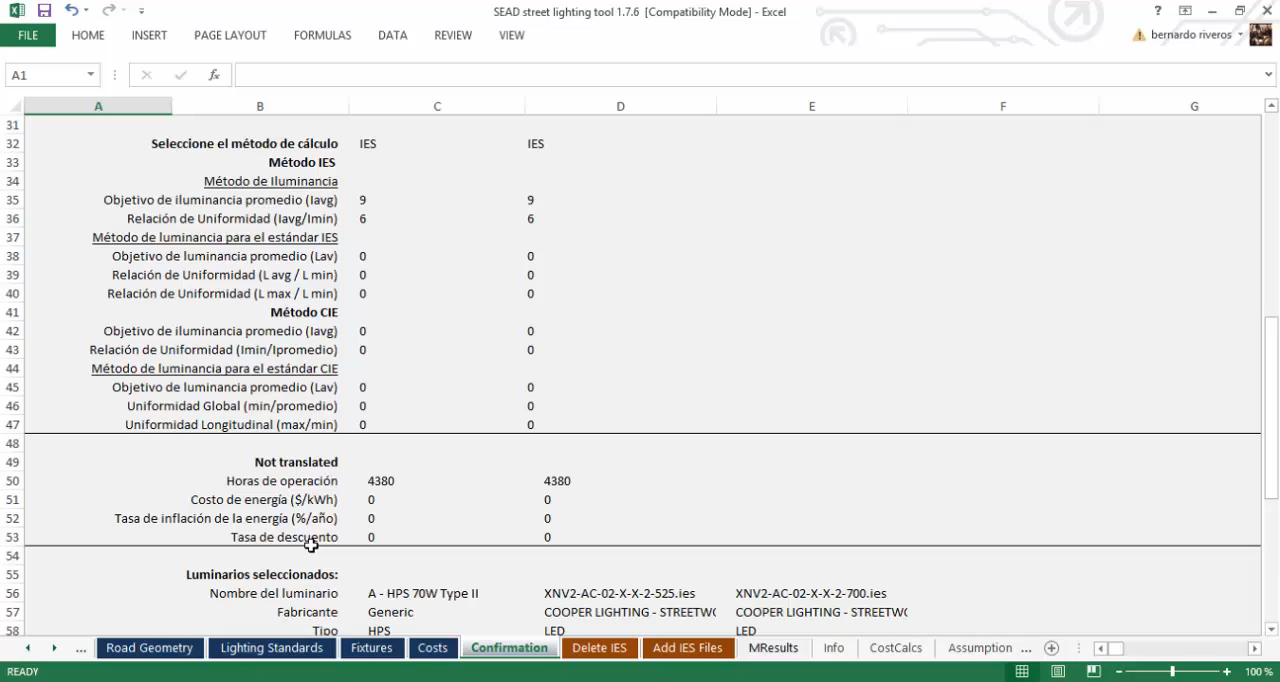 SEAD street lighting tool 1.7.6 [Compatibility Mode] - Excel
FILE HOME INSERT PAGE LAYOUT FORMULAS DATA REVIEW VIEW bernardo riveros
A1 fx
A B C D E F G
31
32 Seleccione el método de cálculo IES IES
33 Método IES
34 Método de Iluminancia
35 Objetivo de iluminancia promedio (Iavg) 9 9
36 Relación de Uniformidad (Iavg/Imin) 6 6
37 Método de luminancia para el estándar IES
38 Objetivo de luminancia promedio (Lav) 0 0
39 Relación de Uniformidad (L avg / L min) 0 0
40 Relación de Uniformidad (L max / L min) 0 0
41 Método CIE
42 Objetivo de iluminancia promedio (Iavg) 0 0
43 Relación de Uniformidad (Imin/Ipromedio) 0 0
44 Método de luminancia para el estándar CIE
45 Objetivo de luminancia promedio (Lav) 0 0
46 Uniformidad Global (min/promedio) 0 0
47 Uniformidad Longitudinal (max/min) 0 0
48
49 Not translated
50 Horas de operación 4380 4380
51 Costo de energía ($/kWh) 0 0
52 Tasa de inflación de la energía (%/año) 0 0
53 Tasa de descuento 0 0
54
55 Luminarios seleccionados:
56 Nombre del luminario A - HPS 70W Type II XNV2-AC-02-X-X-2-525.ies XNV2-AC-02-X-X-2-700.ies
57 Fabricante Generic COOPER LIGHTING - STREETWO COOPER LIGHTING - STREETWO
58 Tipo HPS LED LED
... Road Geometry Lighting Standards Fixtures Costs Confirmation Delete IES Add IES Files MResults Info CostCalcs Assumption ...
READY 100 %